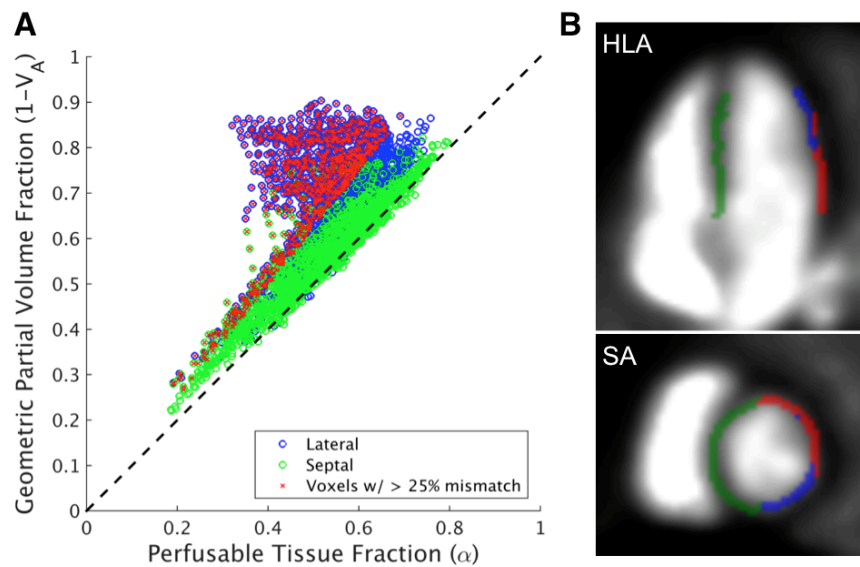 A
Geometric Partial Volume Fraction (1−V_A)
1
0.9
0.8
0.7
0.6
0.5
0.4
0.3
0.2
0.1
0
0
0.2
0.4
0.6
0.8
1
Lateral
Septal
Voxels w/ > 25% mismatch
Perfusable Tissue Fraction (α)
B
HLA
SA